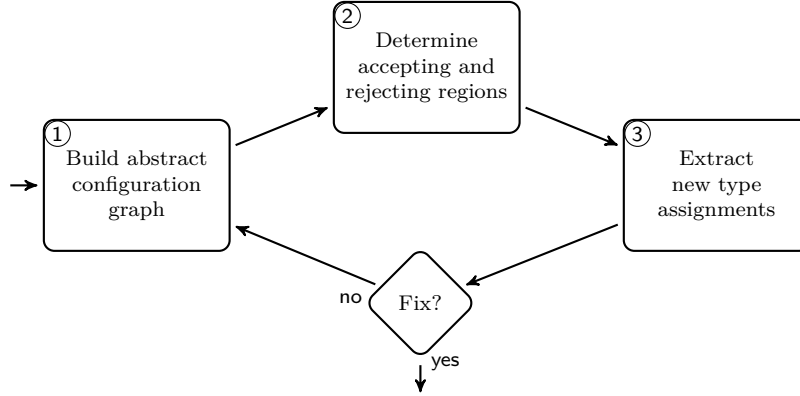 2
Determine
accepting and
rejecting regions
1
Build abstract
configuration
graph
3
Extract
new type
assignments
no
Fix?
yes